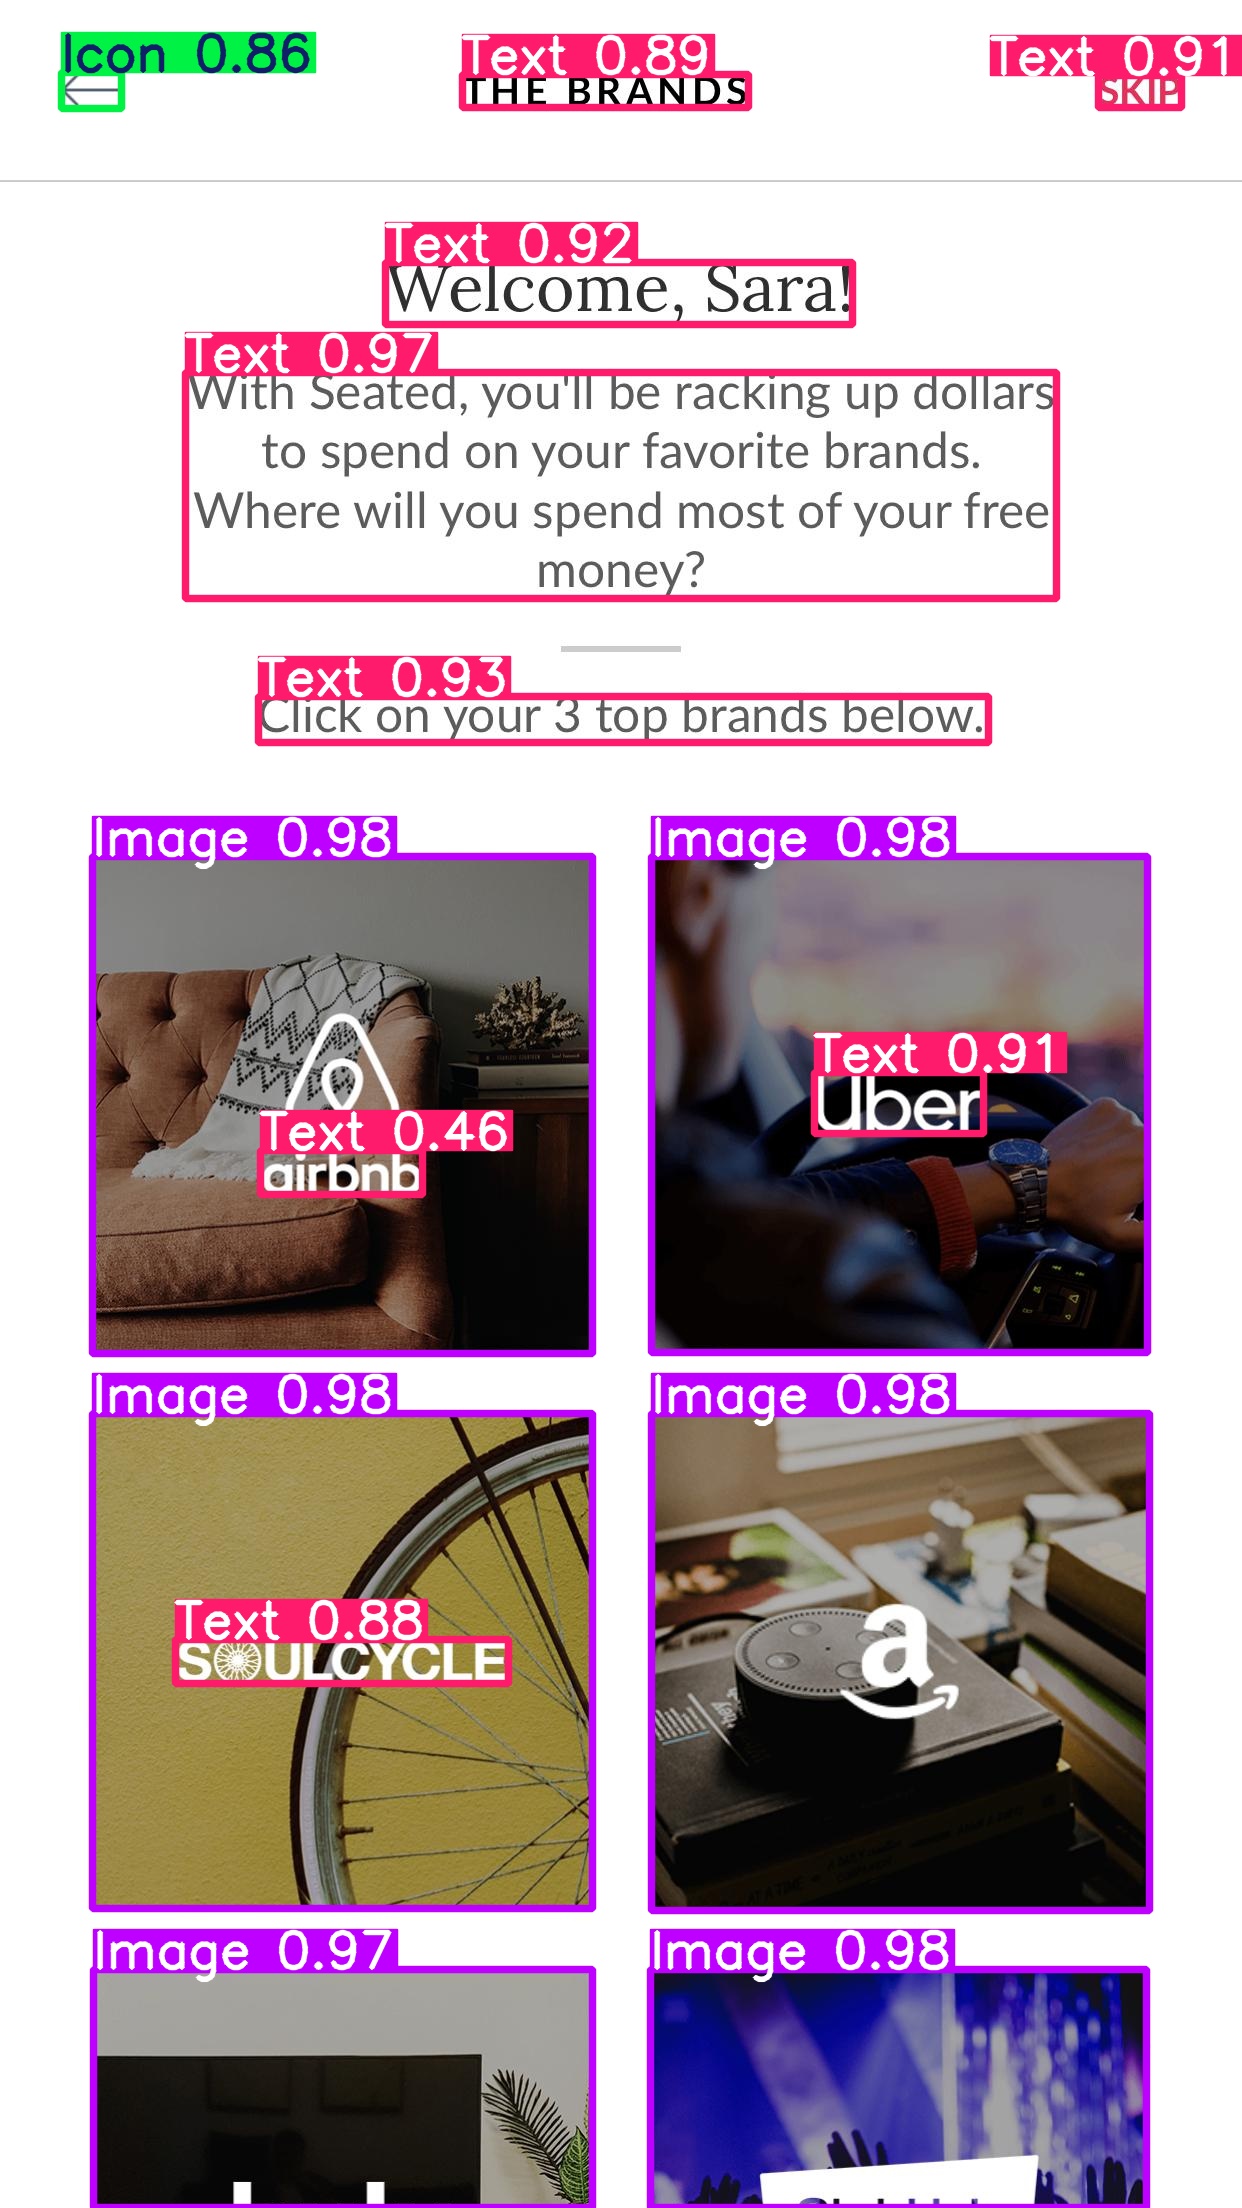 Icon 0.86
Text 0.89
Text 0.91
THE BRANDS
SKIP
Text 0.92
Welcome, Sara!
Text 0.97
With Seated, you'll be racking up dollars
to spend on your favorite brands.
Where will you spend most of your free
money?
Text 0.93
Click on your 3 top brands below.
Image 0.98
Image 0.98
Text 0.46
airbnb
Text 0.91
Uber
Image 0.98
Image 0.98
Text 0.88
SOULCYCLE
a
Image 0.97
Image 0.98